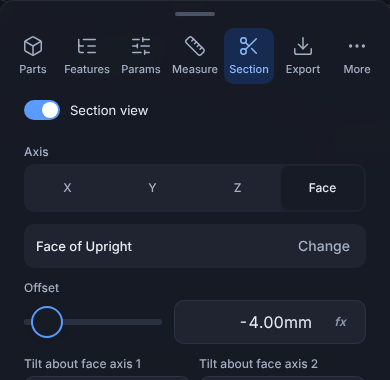 Parts Features Params Measure Section Export More
Section view
Axis
X Y Z Face
Face of Upright Change
Offset
-4.00mm fx
Tilt about face axis 1 Tilt about face axis 2